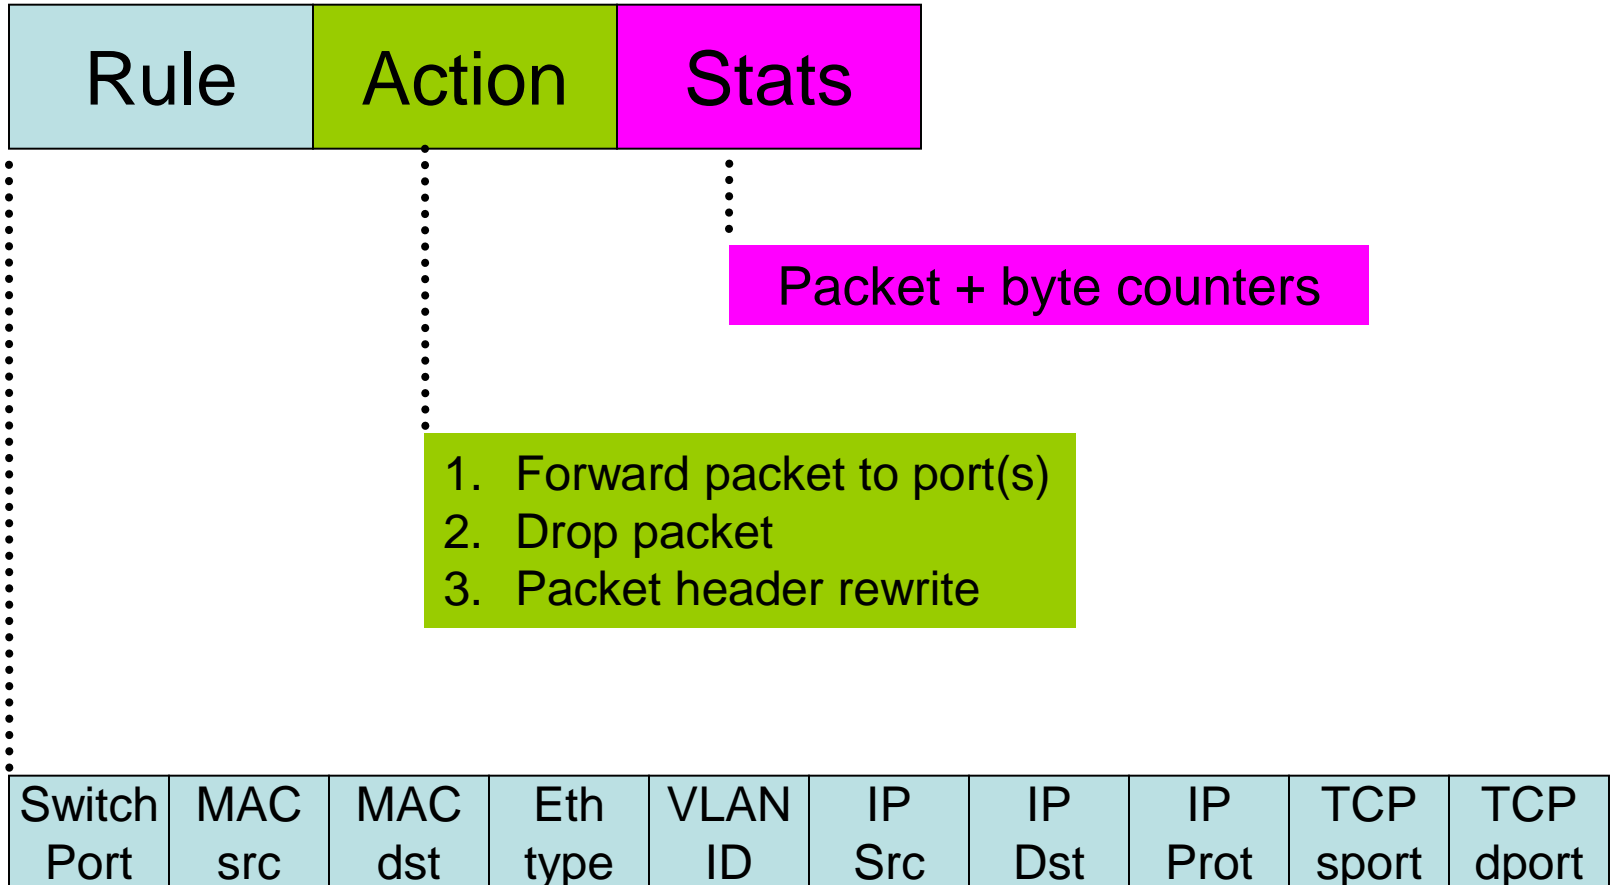 Rule Action Stats
Packet + byte counters
1. Forward packet to port(s)
2. Drop packet
3. Packet header rewrite
Switch MAC MAC Eth VLAN IP IP IP TCP TCP
Port src dst type ID Src Dst Prot sport dport